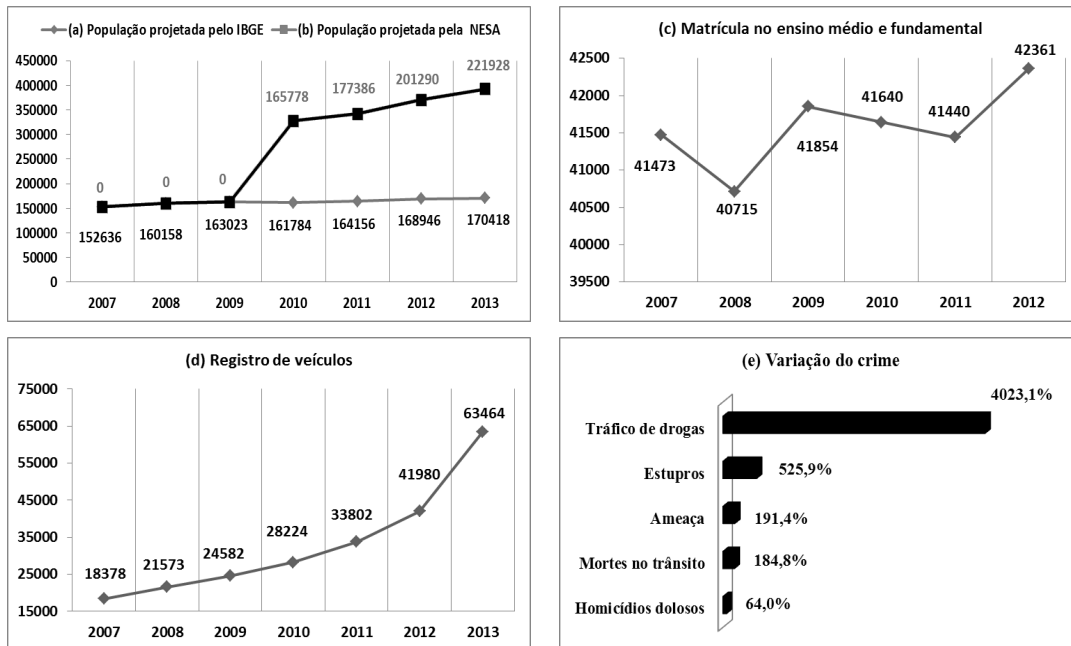 (a) População projetada pelo IBGE (b) População projetada pela NESA
450000
400000
350000
300000
250000
200000
150000
100000
50000
0
0 0 0 165778 177386 201290 221928
152636 160158 163023 161784 164156 168946 170418
2007 2008 2009 2010 2011 2012 2013
(c) Matrícula no ensino médio e fundamental
42500
42000
41500
41000
40500
40000
39500
41473 40715 41854 41640 41440 42361
2007 2008 2009 2010 2011 2012
(d) Registro de veículos
75000
65000
55000
45000
35000
25000
15000
18378 21573 24582 28224 33802 41980 63464
2007 2008 2009 2010 2011 2012 2013
(e) Variação do crime
Tráfico de drogas 4023,1%
Estupros 525,9%
Ameaça 191,4%
Mortes no trânsito 184,8%
Homicídios dolosos 64,0%